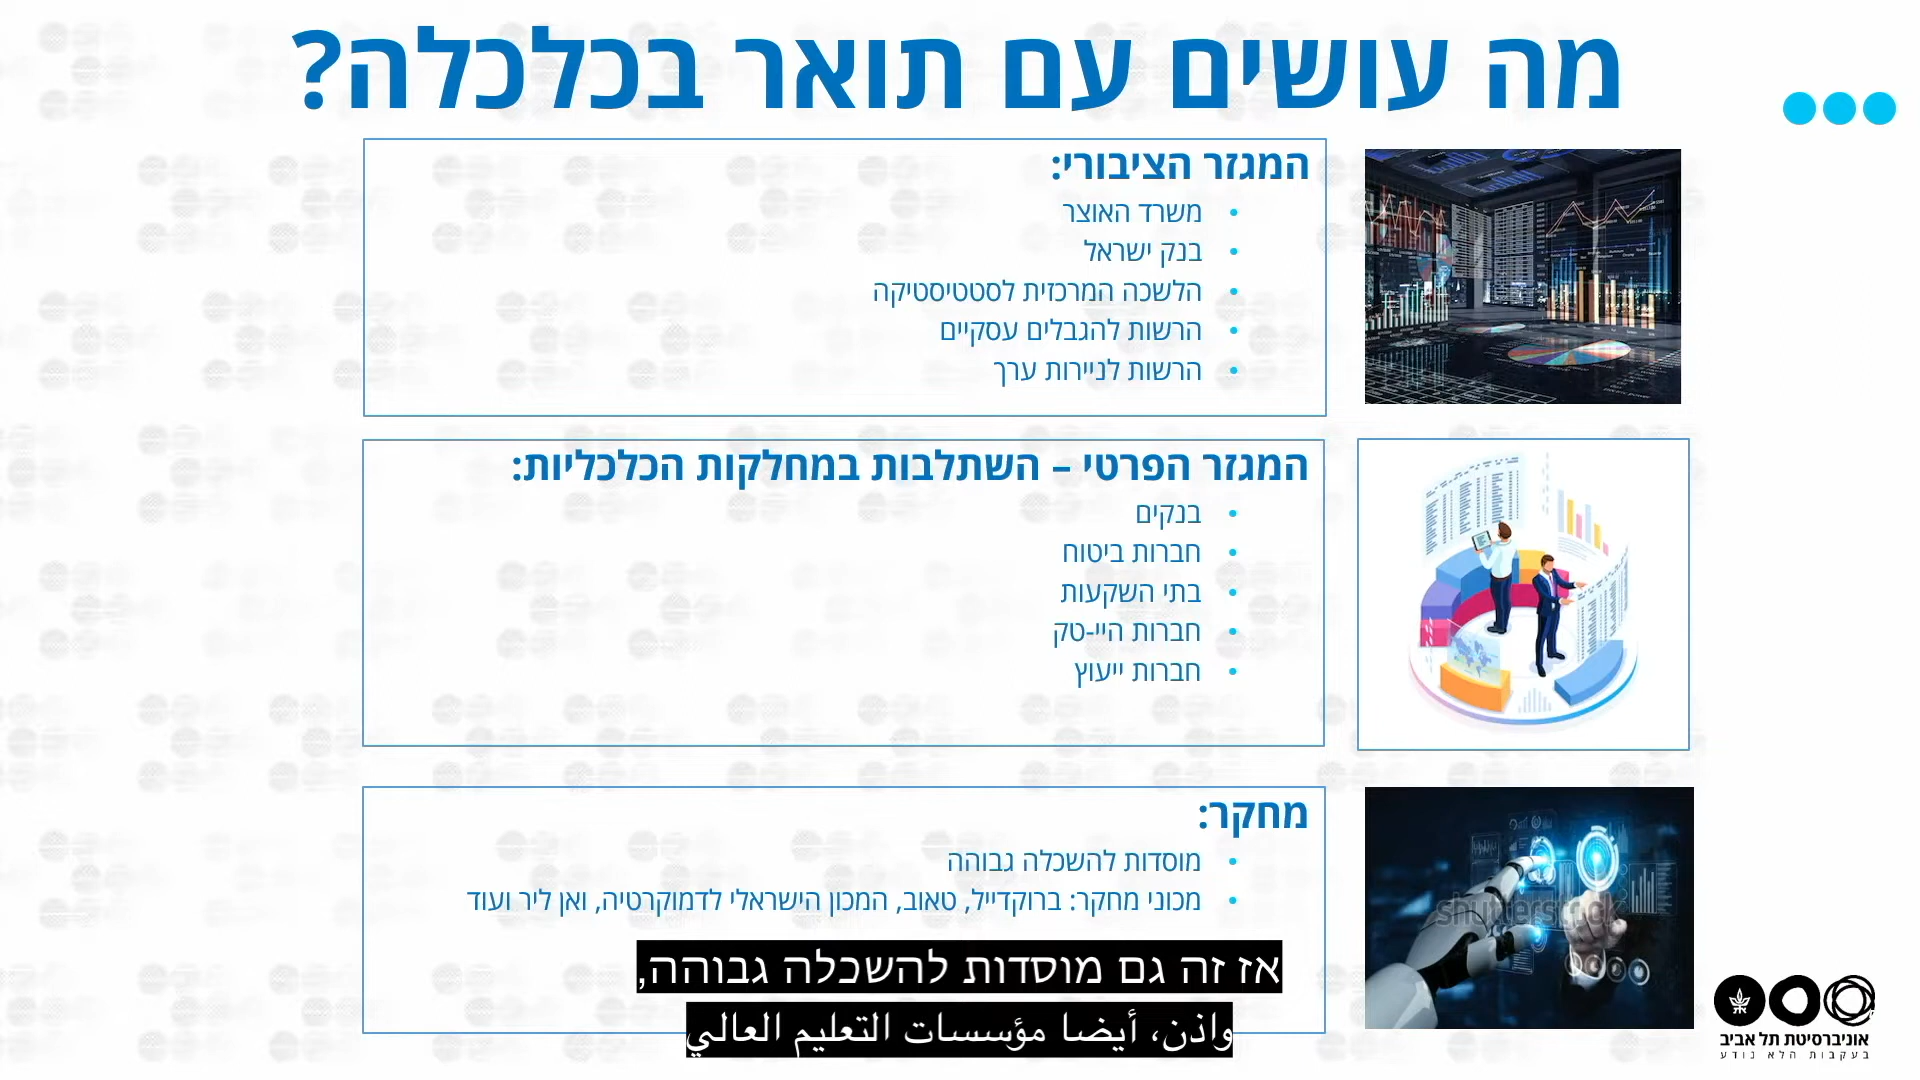 מה עושים עם תואר בכלכלה?
המגזר הציבורי:
• משרד האוצר
• בנק ישראל
• הלשכה המרכזית לסטטיסטיקה
• הרשות להגבלים עסקיים
• הרשות לניירות ערך
המגזר הפרטי – השתלבות במחלקות הכלכליות:
• בנקים
• חברות ביטוח
• בתי השקעות
• חברות היי-טק
• חברות ייעוץ
מחקר:
• מוסדות להשכלה גבוהה
• מכוני מחקר: ברוקדייל, טאוב, המכון הישראלי לדמוקרטיה, ואן ליר ועוד
shutterstock
אז זה גם מוסדות להשכלה גבוהה,
واذن، أيضا مؤسسات التعليم العالي
אוניברסיטת תל אביב
בעקבות הלא נודע